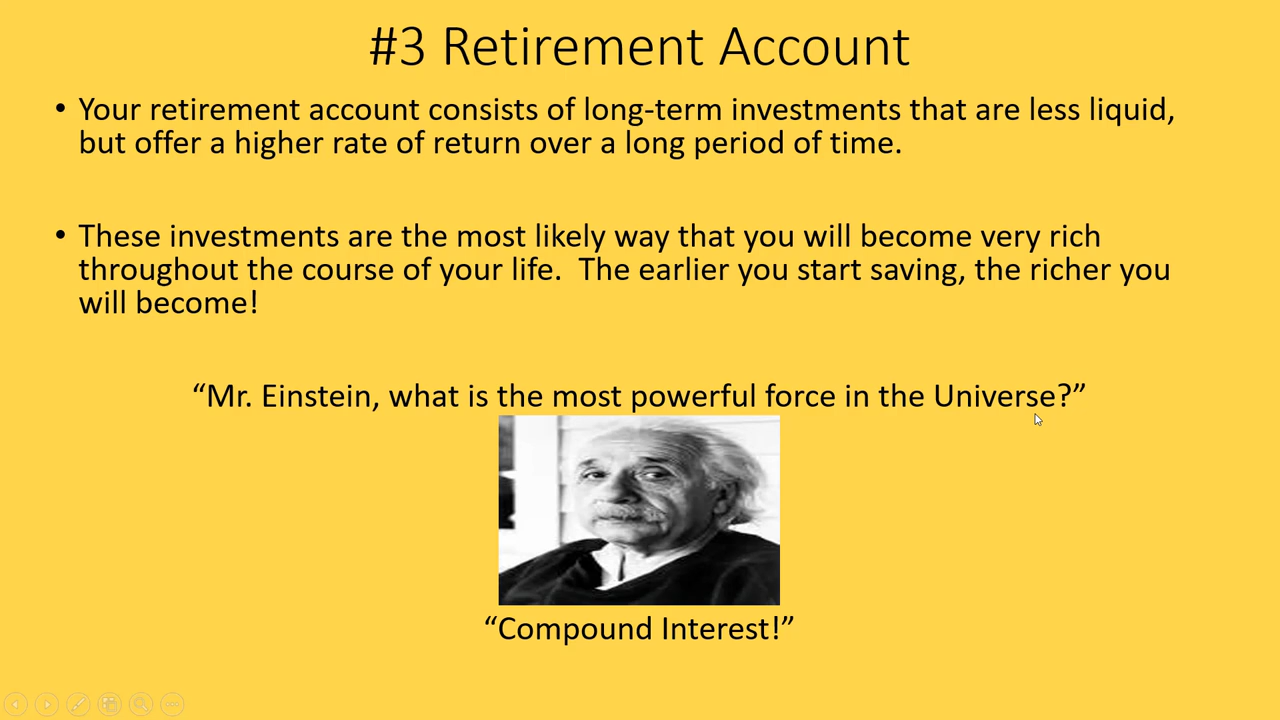 #3 Retirement Account
• Your retirement account consists of long-term investments that are less liquid,
but offer a higher rate of return over a long period of time.
• These investments are the most likely way that you will become very rich
throughout the course of your life.  The earlier you start saving, the richer you
will become!
“Mr. Einstein, what is the most powerful force in the Universe?”
“Compound Interest!”